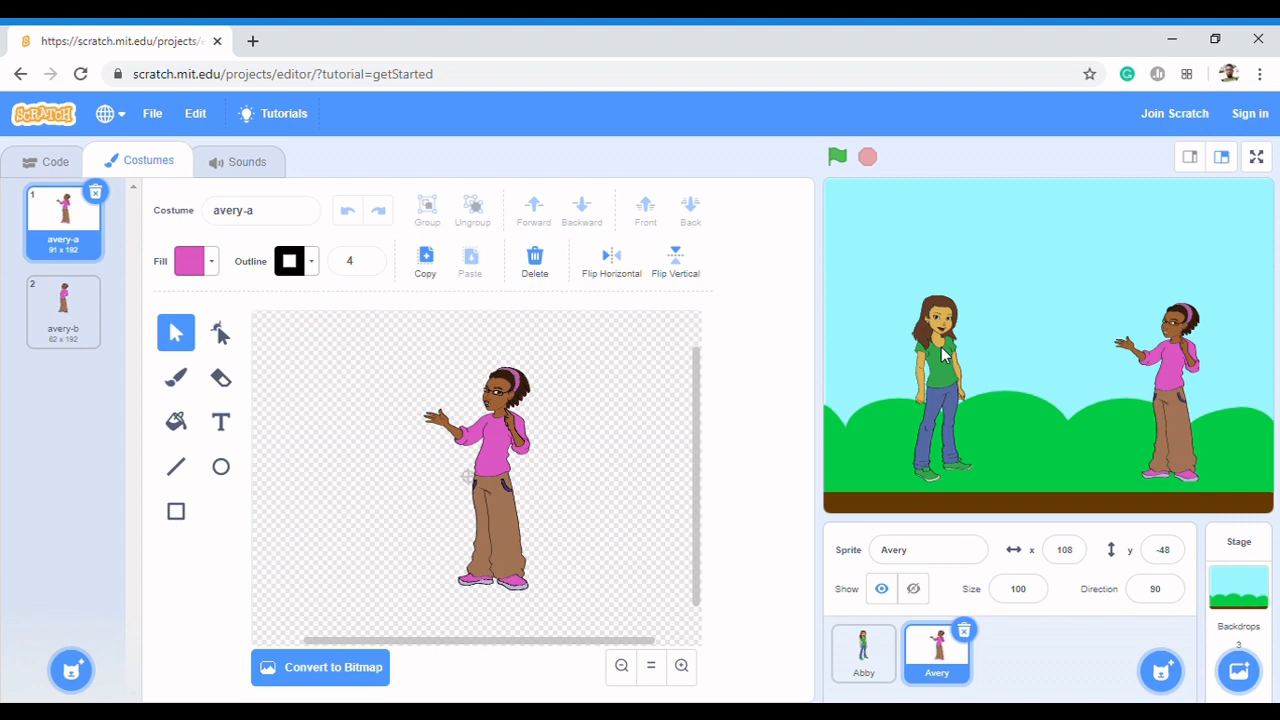 https://scratch.mit.edu/projects/e
scratch.mit.edu/projects/editor/?tutorial=getStarted
SCRATCH File Edit Tutorials Join Scratch Sign in
Code Costumes Sounds
1
avery-a
91 x 192
2
avery-b
62 x 192
Costume avery-a Group Ungroup Forward Backward Front Back
Fill Outline 4 Copy Paste Delete Flip Horizontal Flip Vertical
T
Convert to Bitmap
Sprite Avery x 108 y -48
Show Size 100 Direction 90
Abby
Avery
Stage
Backdrops
3